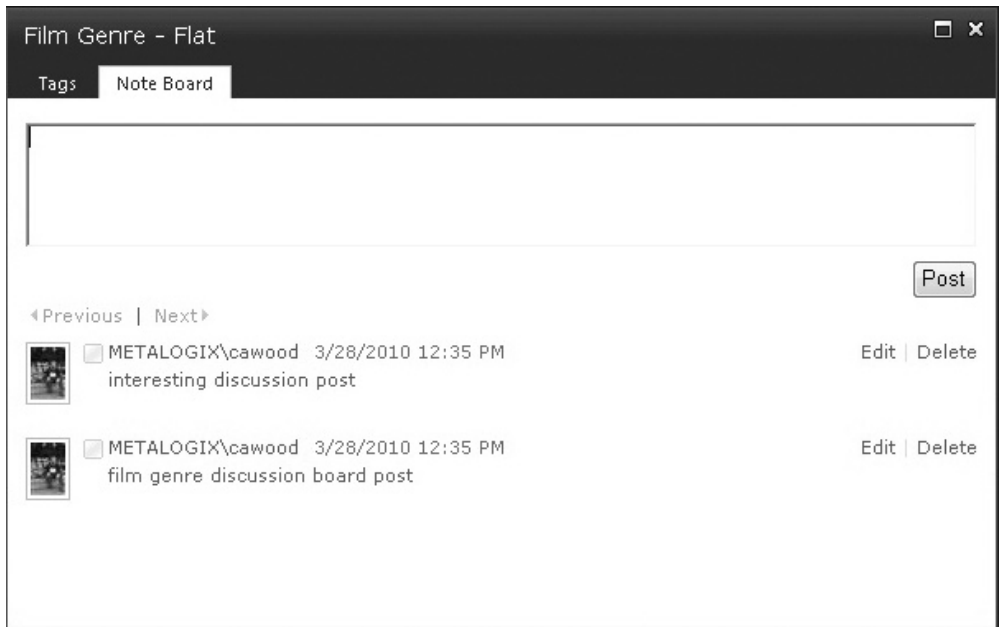 Film Genre - Flat
Tags Note Board
Post
Previous | Next
METALOGIX\cawood 3/28/2010 12:35 PM Edit | Delete
interesting discussion post
METALOGIX\cawood 3/28/2010 12:35 PM Edit | Delete
film genre discussion board post